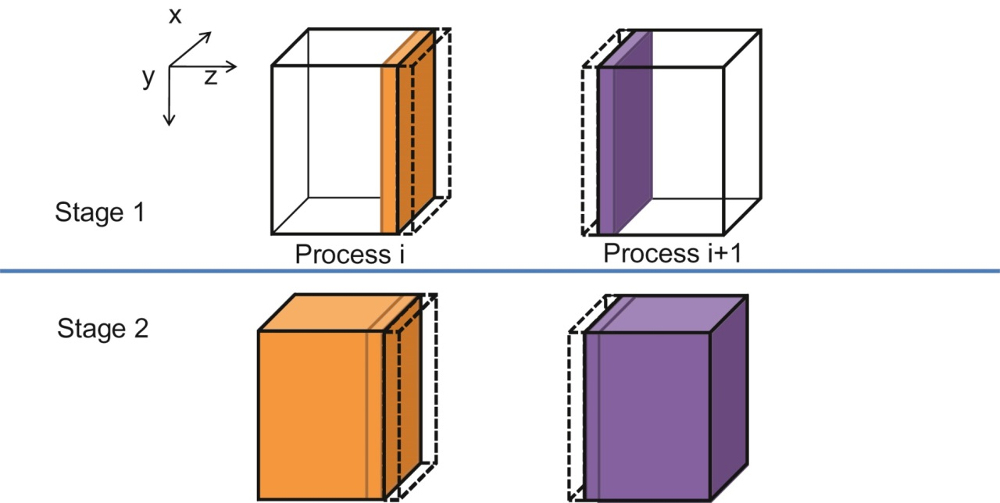 x
y
z
Stage 1
Process i
Process i+1
Stage 2